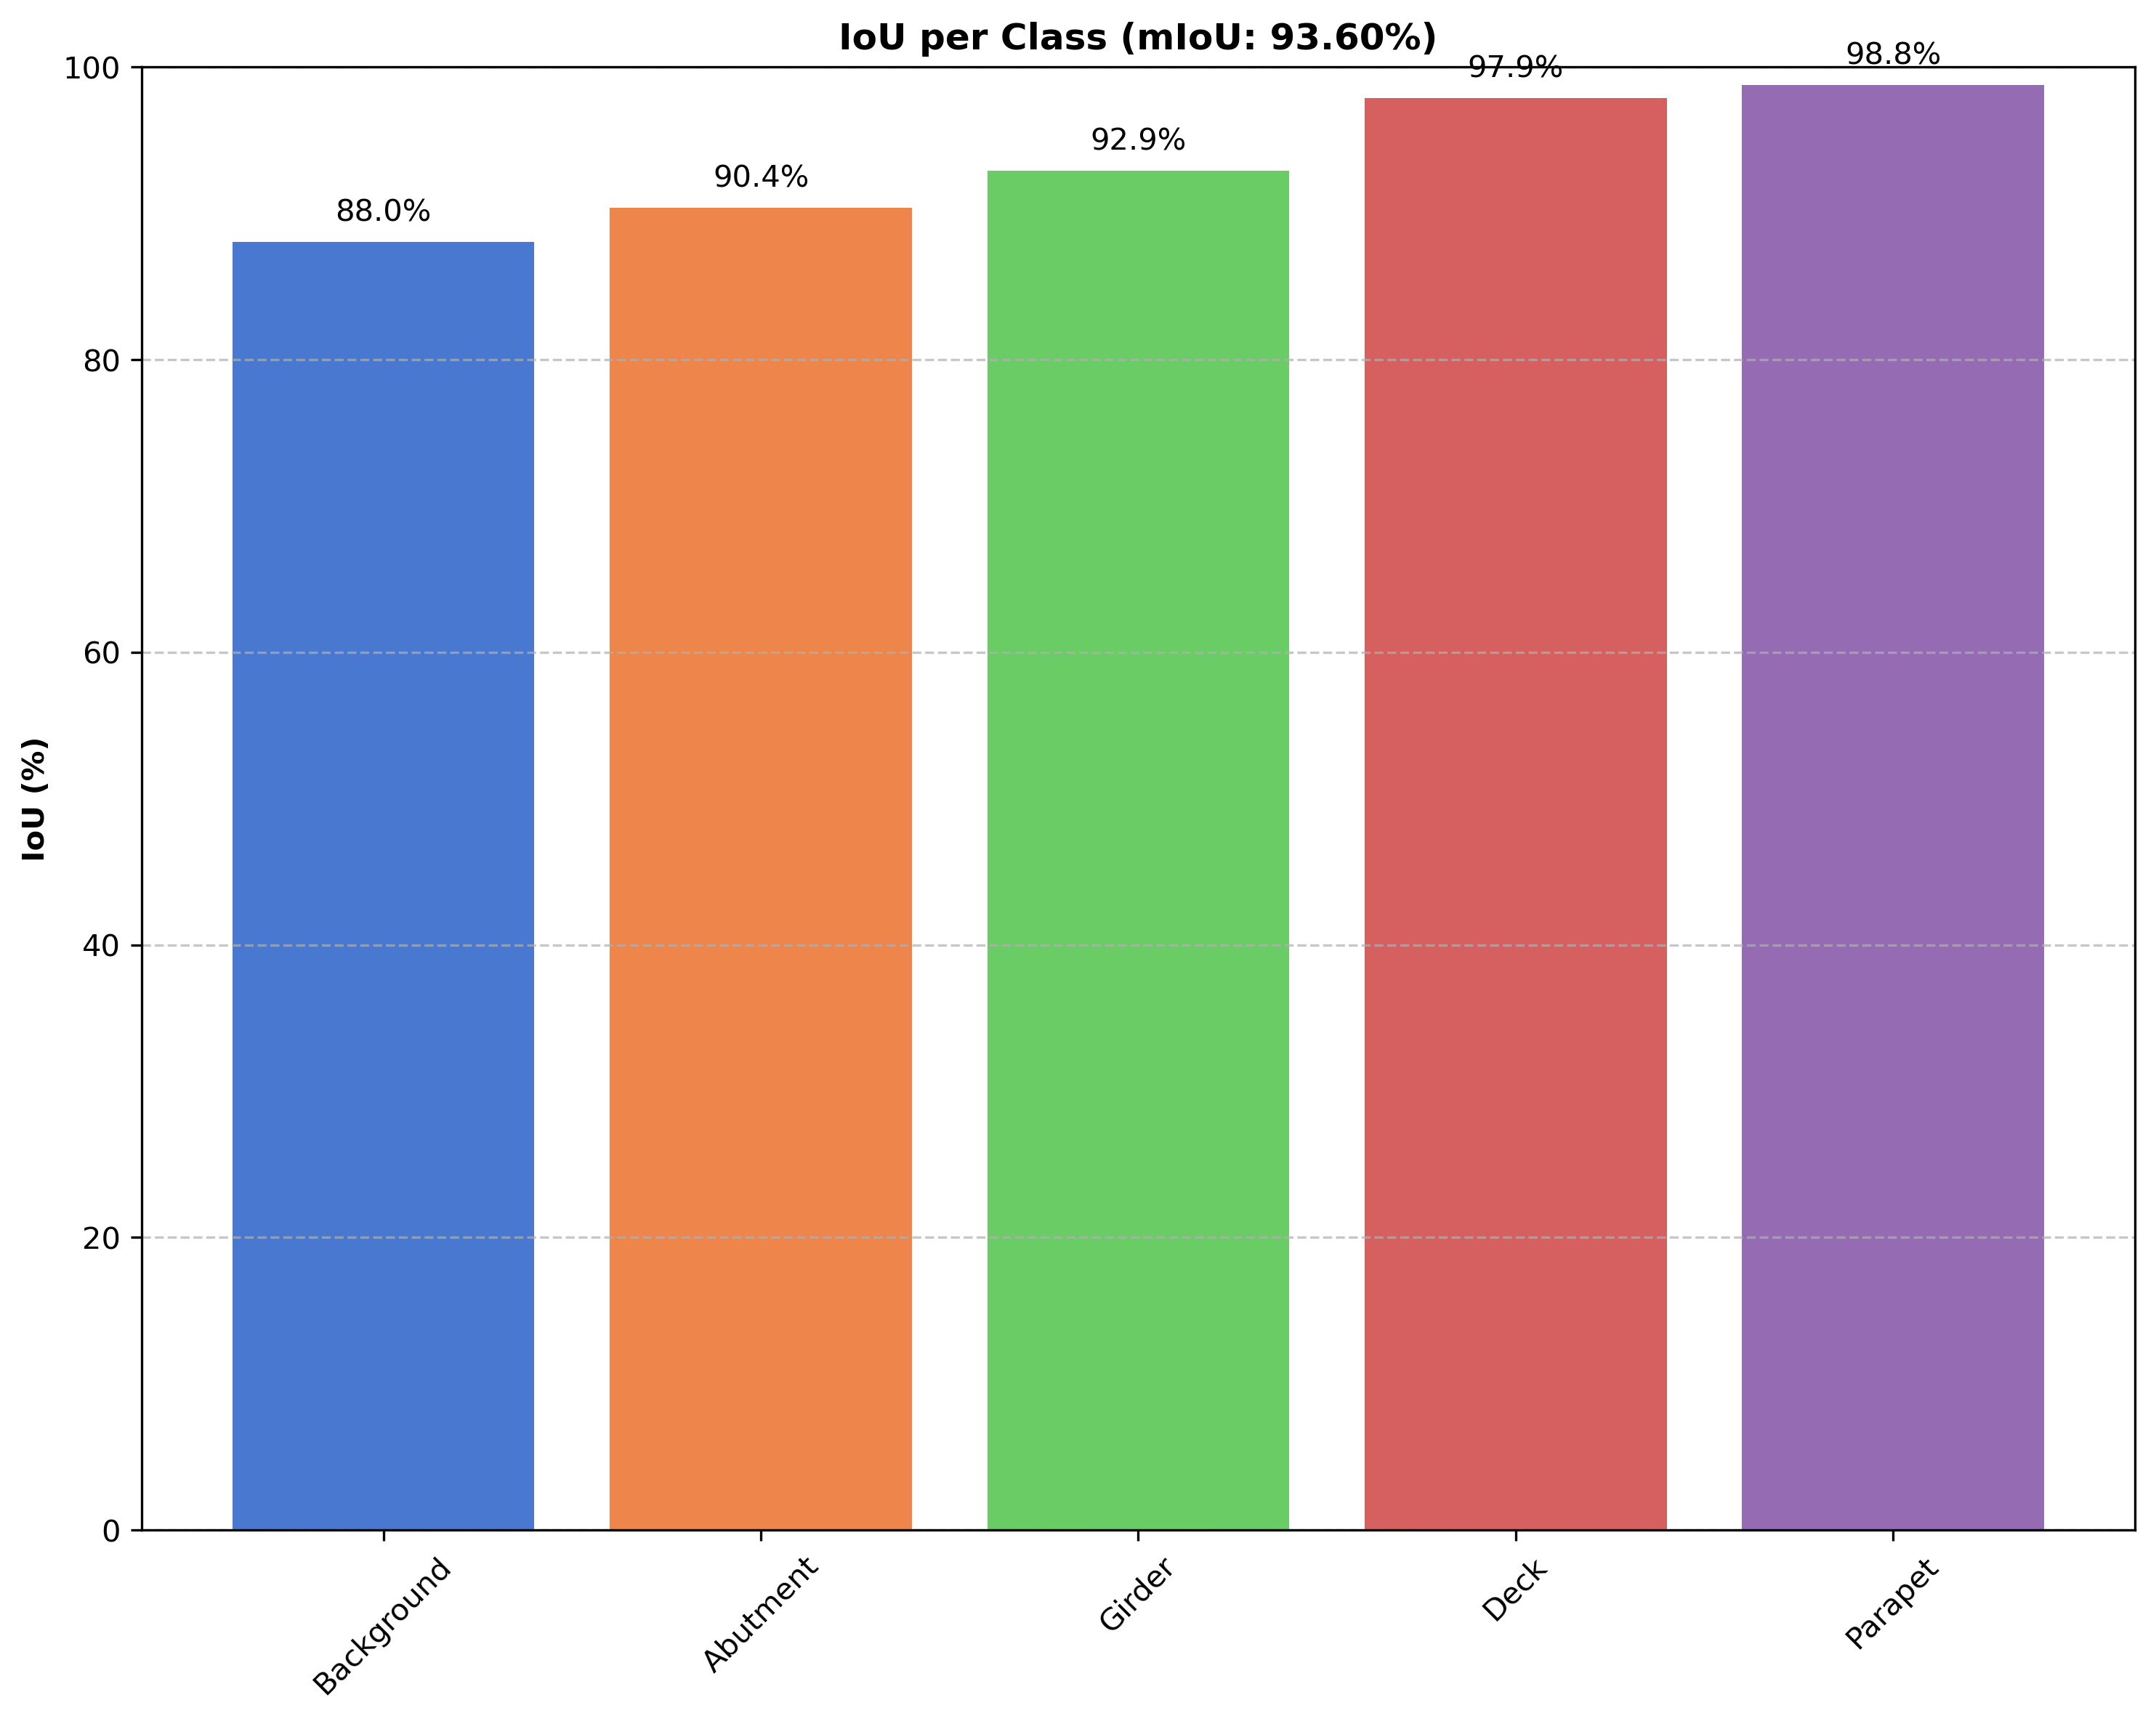 IoU per Class (mIoU: 93.60%)
100
80
60
40
20
0
IoU (%)
88.0%
90.4%
92.9%
97.9%
98.8%
Background
Abutment
Girder
Deck
Parapet